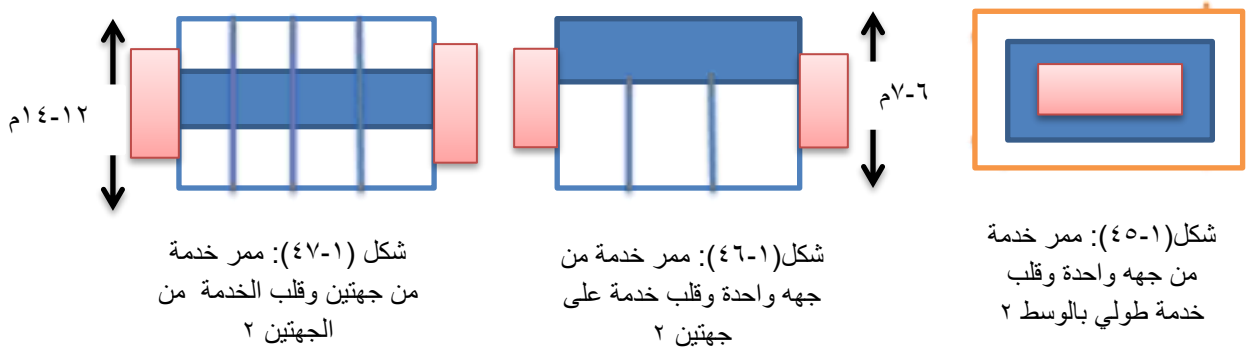 ٦-٧م
١٢-١٤م
شكل(١-٤٥): ممر خدمة
من جهه واحدة وقلب
خدمة طولي بالوسط ٢
شكل(١-٤٦): ممر خدمة من
جهه واحدة وقلب خدمة على
جهتين ٢
شكل (١-٤٧): ممر خدمة
من جهتين وقلب الخدمة من
الجهتين ٢